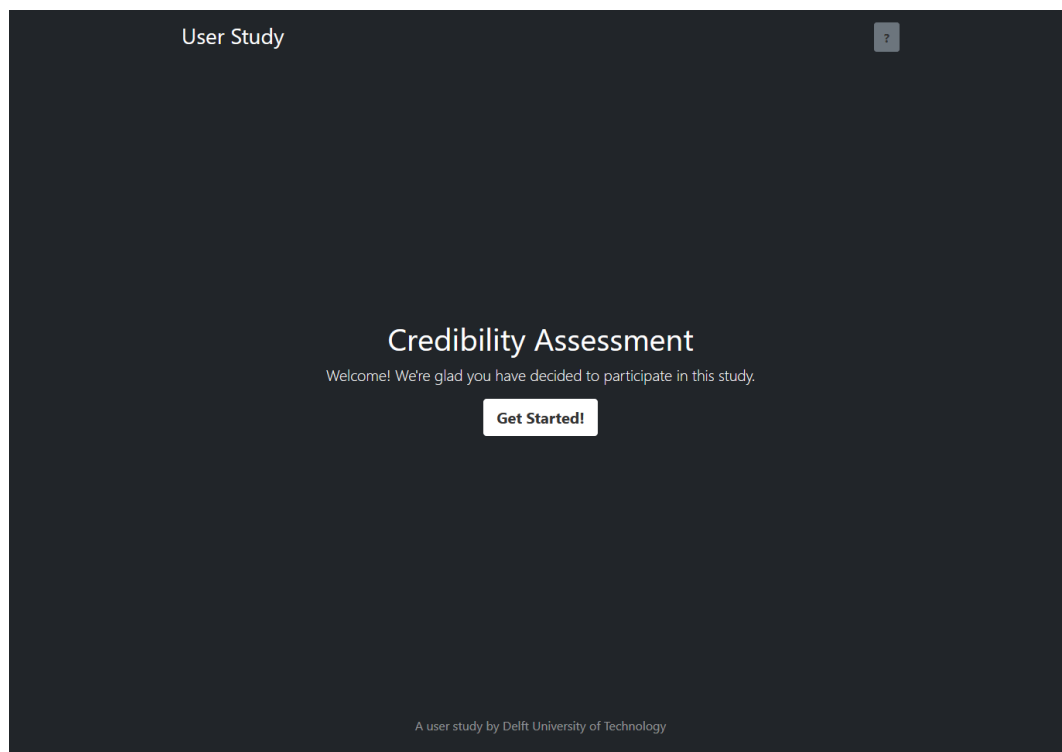 User Study
?
Credibility Assessment
Welcome! We're glad you have decided to participate in this study.
Get Started!
A user study by Delft University of Technology